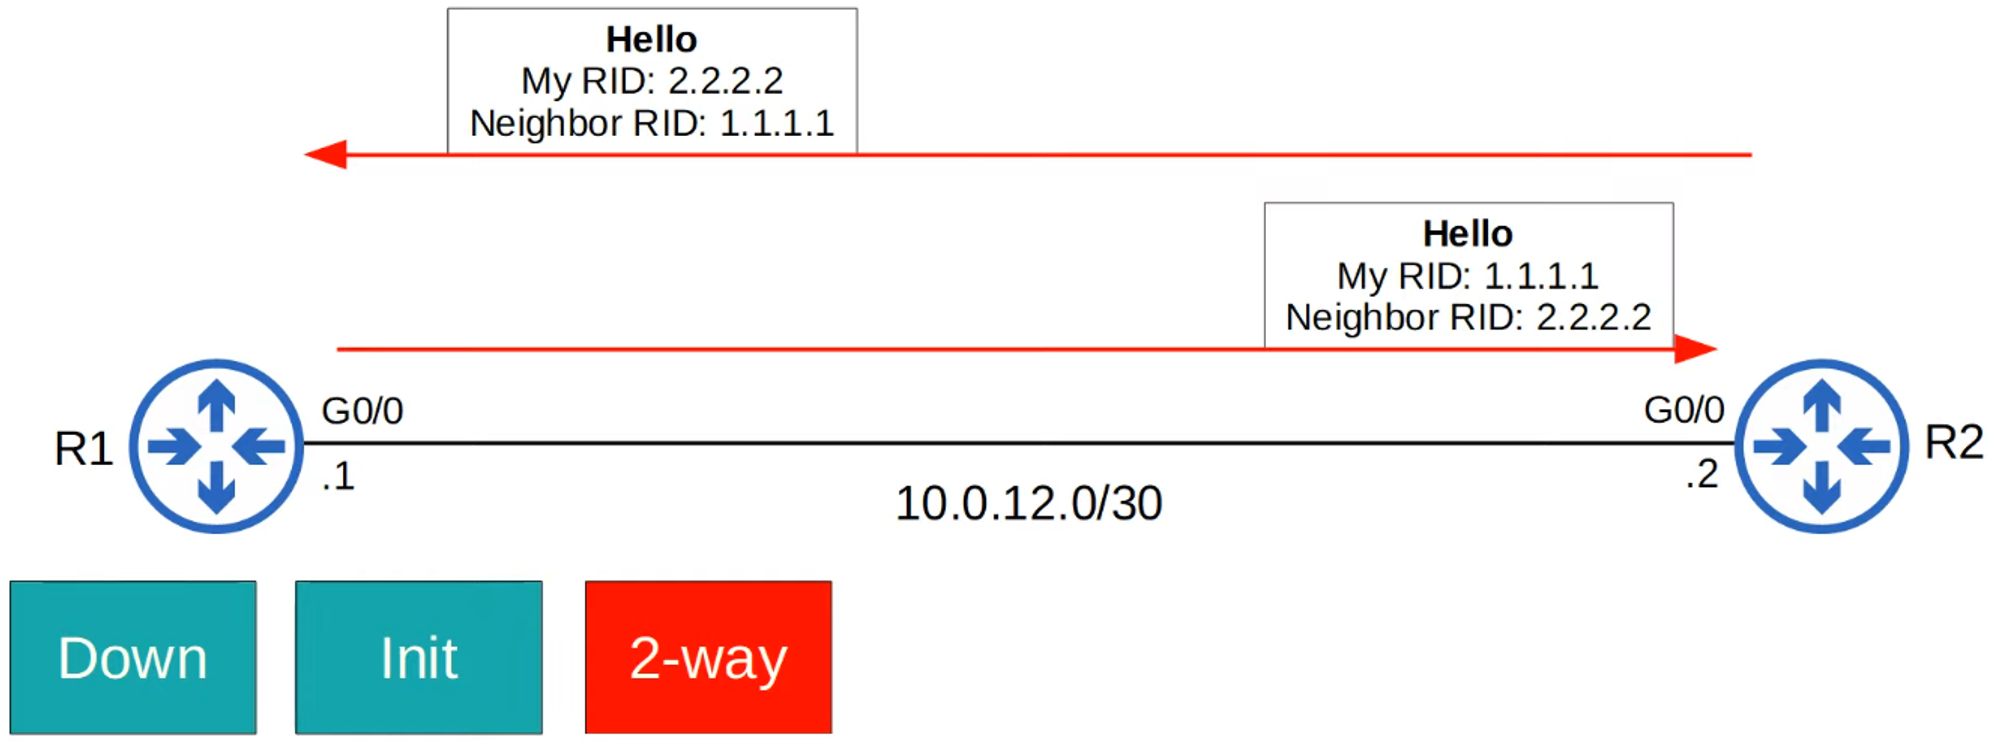 Hello
My RID: 2.2.2.2
Neighbor RID: 1.1.1.1
Hello
My RID: 1.1.1.1
Neighbor RID: 2.2.2.2
R1
G0/0
.1
10.0.12.0/30
G0/0
.2
R2
Down
Init
2-way